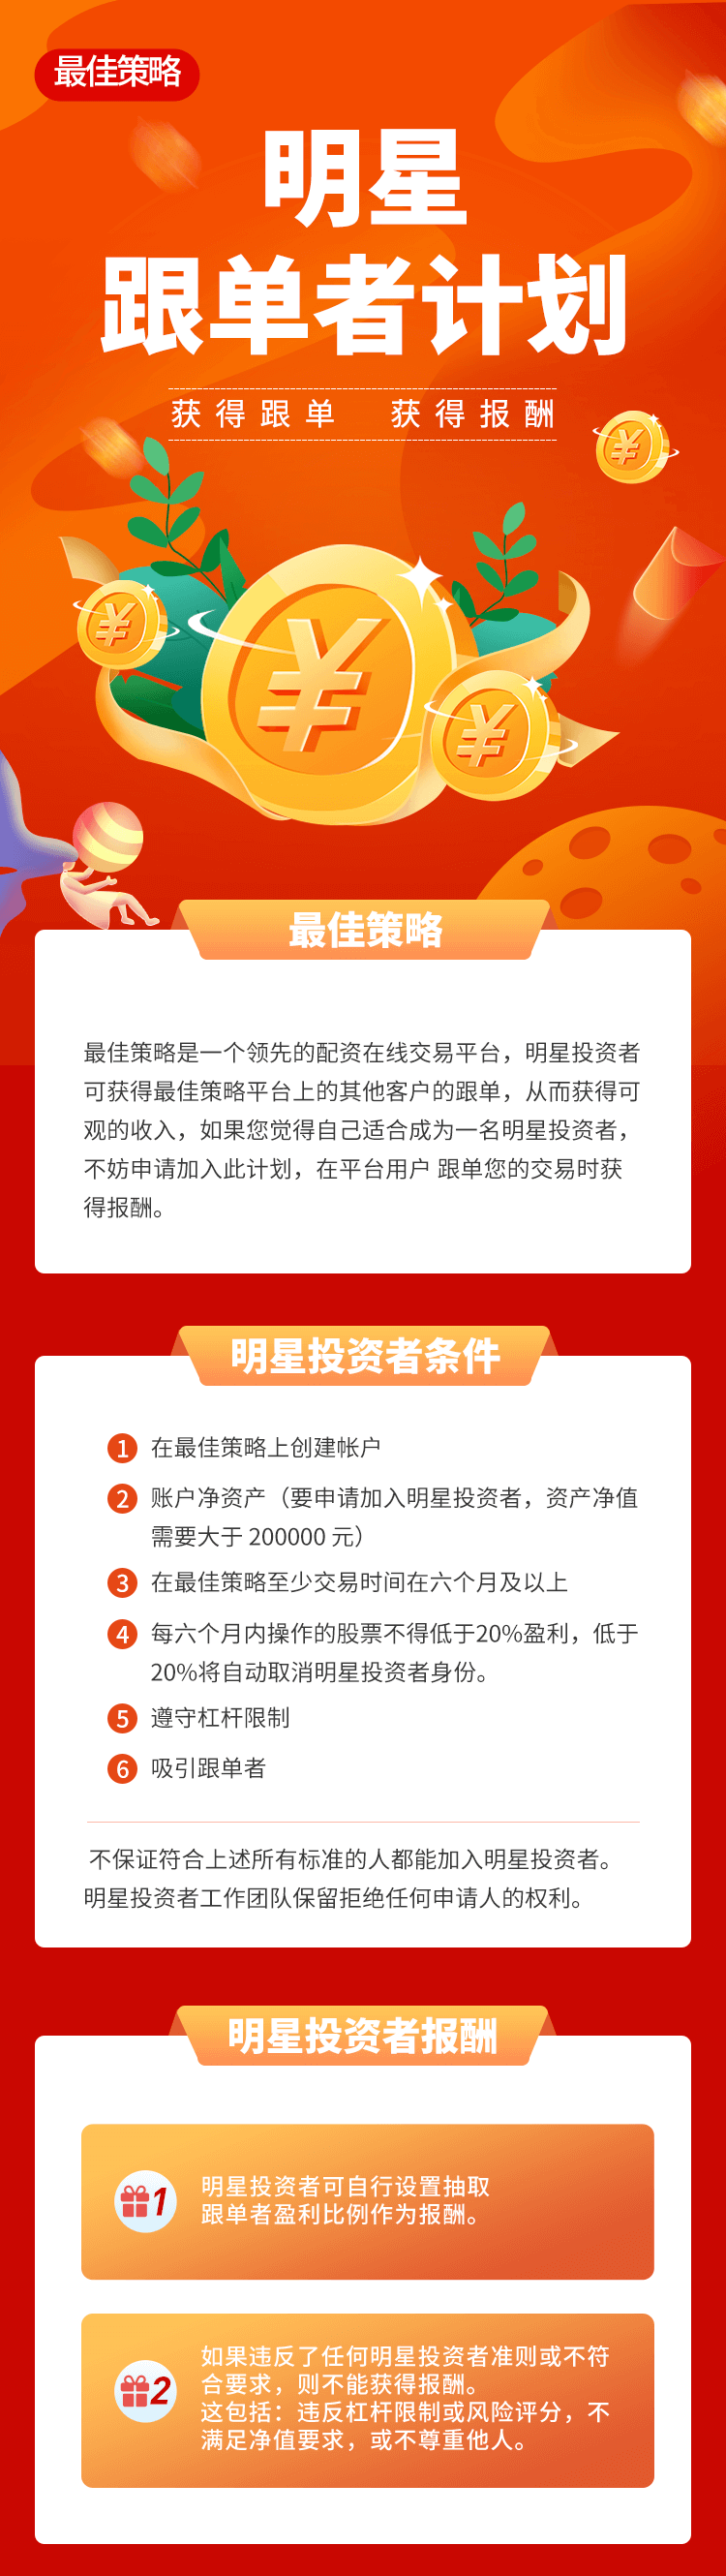 最佳策略
明星
跟单者计划
获得跟单 获得报酬
最佳策略
最佳策略是一个领先的配资在线交易平台，明星投资者
可获得最佳策略平台上的其他客户的跟单，从而获得可
观的收入，如果您觉得自己适合成为一名明星投资者，
不妨申请加入此计划，在平台用户 跟单您的交易时获
得报酬。
明星投资者条件
1 在最佳策略上创建帐户
2 账户净资产（要申请加入明星投资者，资产净值
需要大于 200000 元）
3 在最佳策略至少交易时间在六个月及以上
4 每六个月内操作的股票不得低于20%盈利，低于
20%将自动取消明星投资者身份。
5 遵守杠杆限制
6 吸引跟单者
不保证符合上述所有标准的人都能加入明星投资者。
明星投资者工作团队保留拒绝任何申请人的权利。
明星投资者报酬
1 明星投资者可自行设置抽取
跟单者盈利比例作为报酬。
2 如果违反了任何明星投资者准则或不符
合要求，则不能获得报酬。
这包括：违反杠杆限制或风险评分，不
满足净值要求，或不尊重他人。